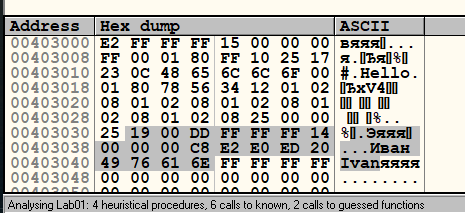 Address Hex dump ASCII
00403000 E2 FF FF FF 15 00 00 00 вяяя...
00403008 FF 00 01 80 FF 10 25 17 я.Ђя%
00403010 23 0C 48 65 6C 6C 6F 00 #.Hello.
00403018 01 80 78 56 34 12 01 02 ЂxV4
00403020 08 01 02 08 01 02 08 01
00403028 02 08 01 02 08 25 00 00 %..
00403030 25 19 00 DD FF FF FF 14 %.Эяяя
00403038 00 00 00 C8 E2 E0 ED 20 ...Иван
00403040 49 76 61 6E FF FF FF FF Ivanяяяя
00 00 00 00 00 00 00 00 ........
Analysing Lab01: 4 heuristical procedures, 6 calls to known, 2 calls to guessed functions